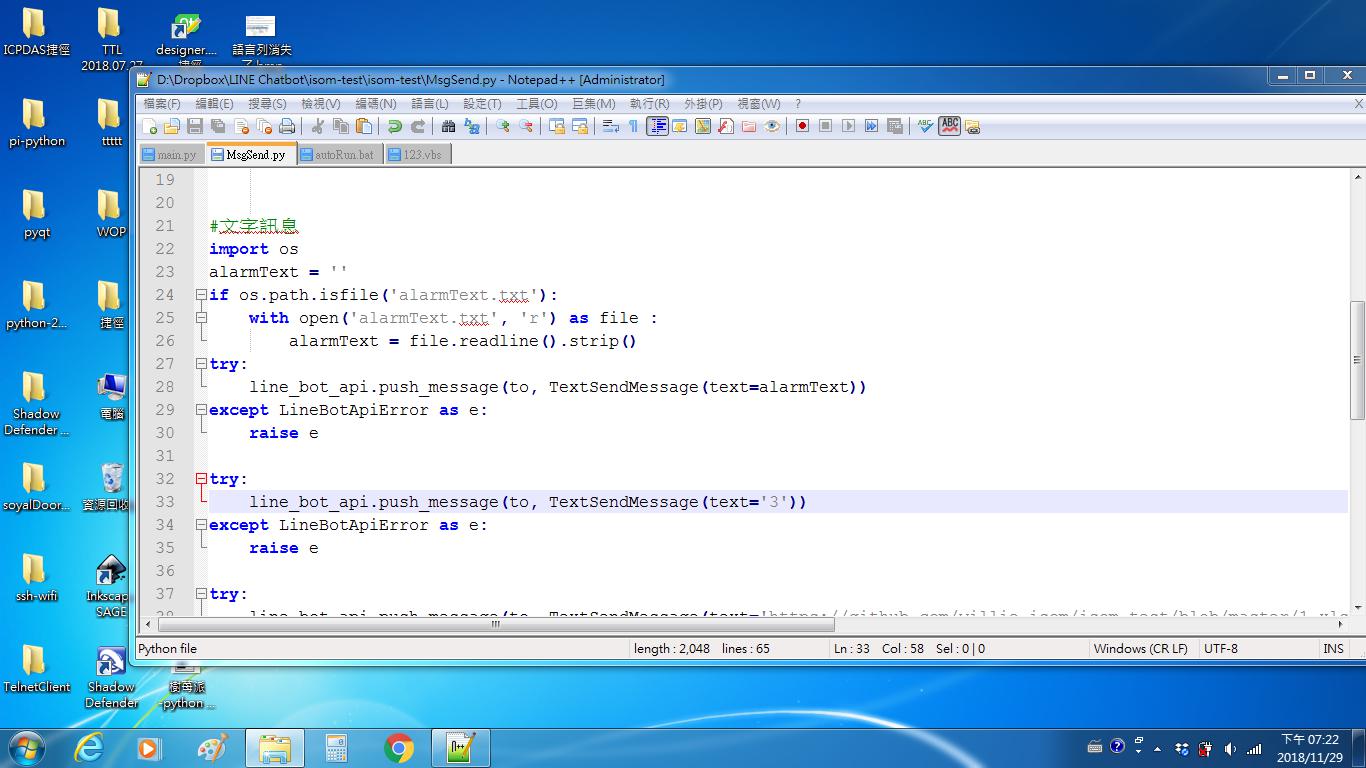 ICPDAS捷徑
TTL
2018.07.27
designer....
捷徑
語言列消失
了.bmp
pi-python
ttttt
pyqt
WOP
python-2...
捷徑
Shadow
Defender ...
電腦
soyalDoor...
資源回收
ssh-wifi
Inkscap
SAGE
TelnetClient
Shadow
Defender
樹莓派
-python ...
D:\Dropbox\LINE Chatbot\isom-test\isom-test\MsgSend.py - Notepad++ [Administrator]
檔案(F) 編輯(E) 搜尋(S) 檢視(V) 編碼(N) 語言(L) 設定(T) 工具(O) 巨集(M) 執行(R) 外掛(P) 視窗(W) ? X
main.py MsgSend.py autoRun.bat 123.vbs
19
20
21 #文字訊息
22 import os
23 alarmText = ''
24 if os.path.isfile('alarmText.txt'):
25 with open('alarmText.txt', 'r') as file :
26 alarmText = file.readline().strip()
27 try:
28 line_bot_api.push_message(to, TextSendMessage(text=alarmText))
29 except LineBotApiError as e:
30 raise e
31
32 try:
33 line_bot_api.push_message(to, TextSendMessage(text='3'))
34 except LineBotApiError as e:
35 raise e
36
37 try:
38 line_bot_api.push_message(to, TextSendMessage(text='https://github.com/
Python file length : 2,048 lines : 65 Ln : 33 Col : 58 Sel : 0 | 0 Windows (CR LF) UTF-8 INS
下午 07:22
2018/11/29